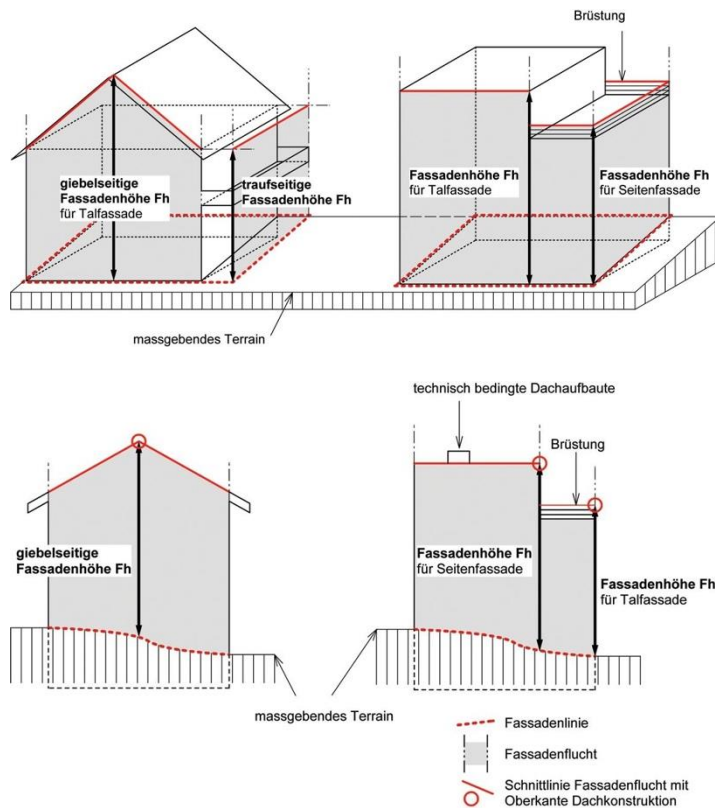 Brüstung
giebelseitige
Fassadenhöhe Fh
für Talfassade
traufseitige
Fassadenhöhe Fh
Fassadenhöhe Fh
für Talfassade
Fassadenhöhe Fh
für Seitenfassade
massgebendes Terrain
technisch bedingte Dachaufbaute
Brüstung
giebelseitige
Fassadenhöhe Fh
Fassadenhöhe Fh
für Seitenfassade
Fassadenhöhe Fh
für Talfassade
massgebendes Terrain
Fassadenlinie
Fassadenflucht
Schnittlinie Fassadenflucht mit
Oberkante Dachkonstruktion